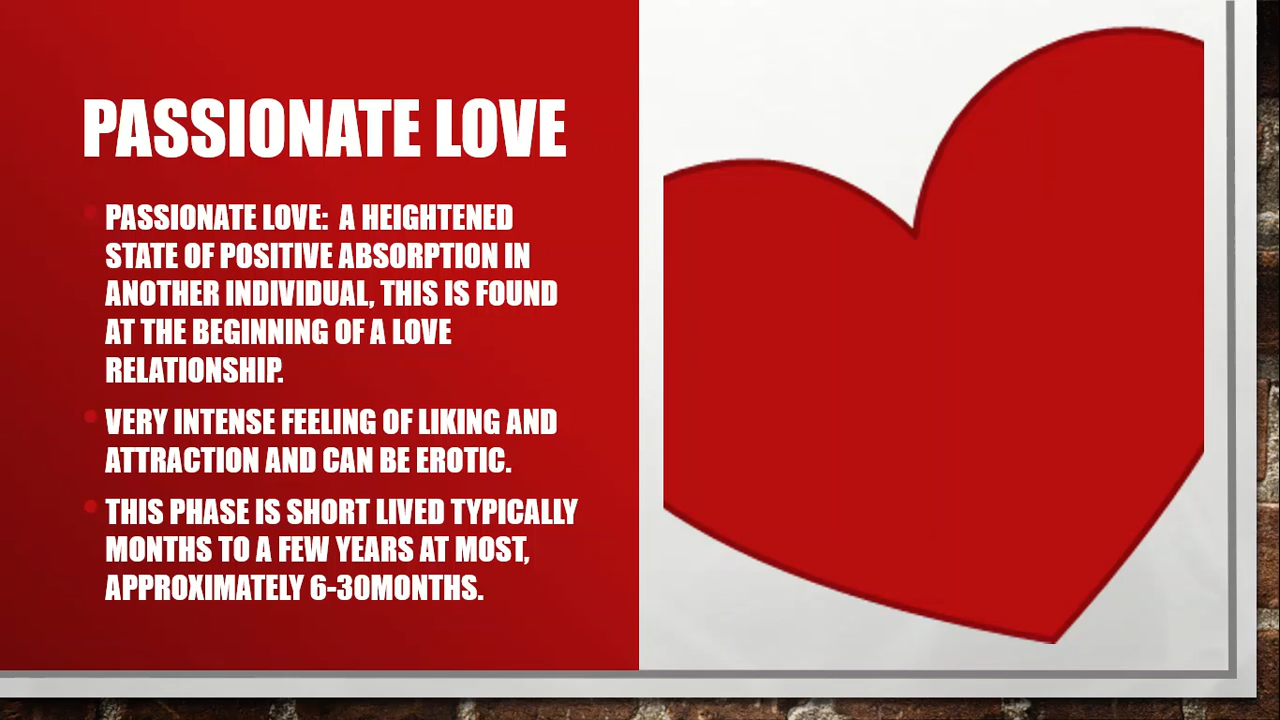 PASSIONATE LOVE
PASSIONATE LOVE: A HEIGHTENED
STATE OF POSITIVE ABSORPTION IN
ANOTHER INDIVIDUAL, THIS IS FOUND
AT THE BEGINNING OF A LOVE
RELATIONSHIP.
VERY INTENSE FEELING OF LIKING AND
ATTRACTION AND CAN BE EROTIC.
THIS PHASE IS SHORT LIVED TYPICALLY
MONTHS TO A FEW YEARS AT MOST,
APPROXIMATELY 6-30MONTHS.